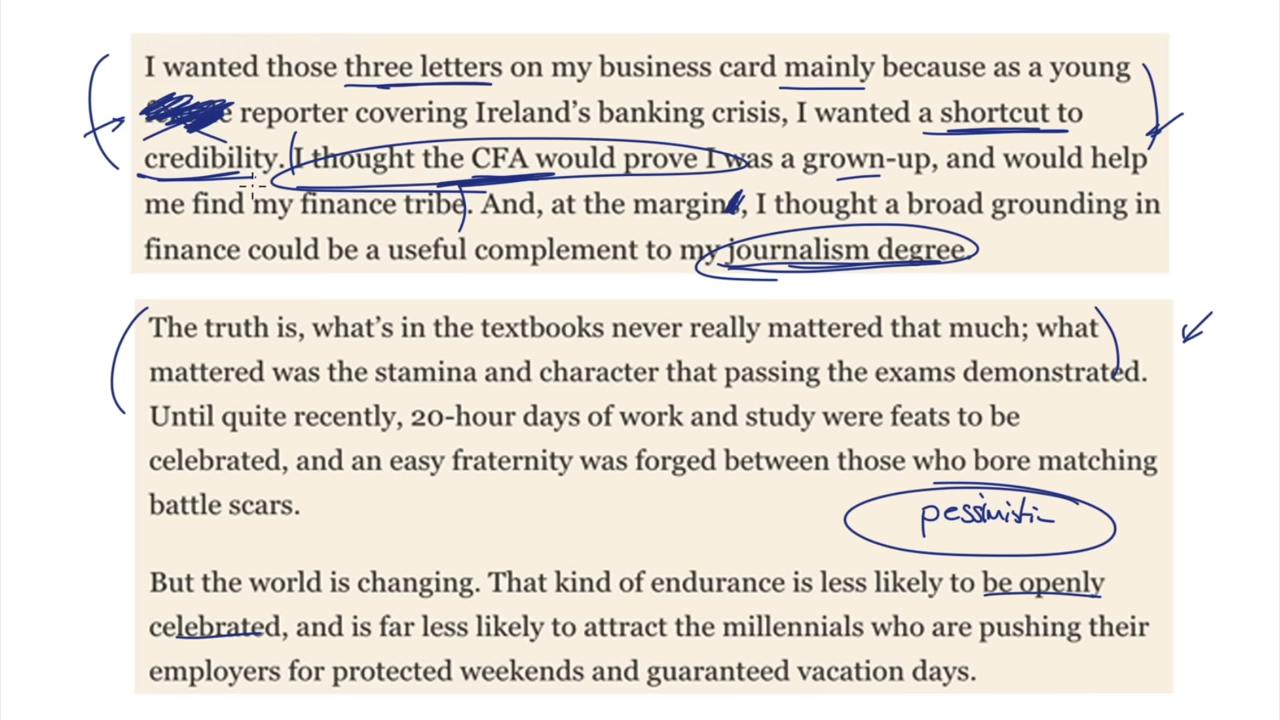 I wanted those three letters on my business card mainly because as a young
reporter covering Ireland's banking crisis, I wanted a shortcut to
credibility. I thought the CFA would prove I was a grown-up, and would help
me find my finance tribe. And, at the margin, I thought a broad grounding in
finance could be a useful complement to my journalism degree.
The truth is, what's in the textbooks never really mattered that much; what
mattered was the stamina and character that passing the exams demonstrated.
Until quite recently, 20-hour days of work and study were feats to be
celebrated, and an easy fraternity was forged between those who bore matching
battle scars.
pessimistic
But the world is changing. That kind of endurance is less likely to be openly
celebrated, and is far less likely to attract the millennials who are pushing their
employers for protected weekends and guaranteed vacation days.